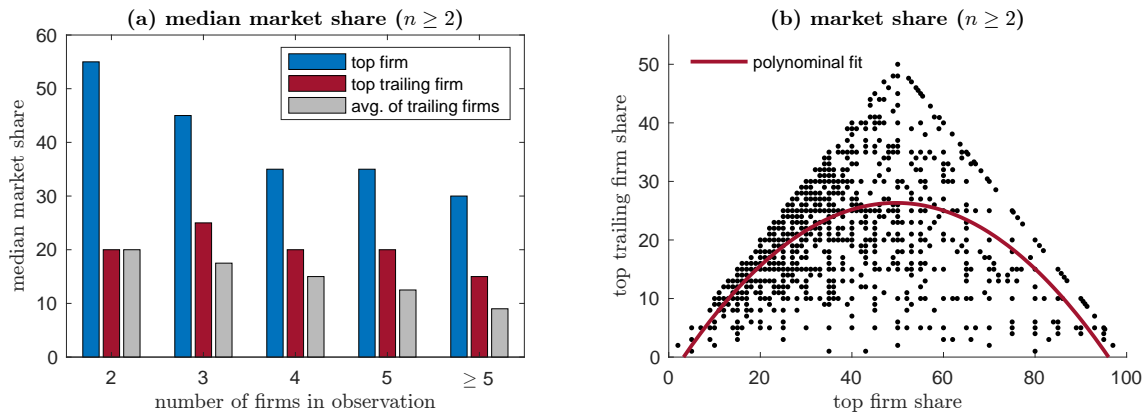 (a) median market share (n ≥ 2)
60
50
40
30
20
10
0
median market share
top firm
top trailing firm
avg. of trailing firms
2 3 4 5 ≥ 5
number of firms in observation
(b) market share (n ≥ 2)
50
40
30
20
10
0
top trailing firm share
polynominal fit
0 20 40 60 80 100
top firm share